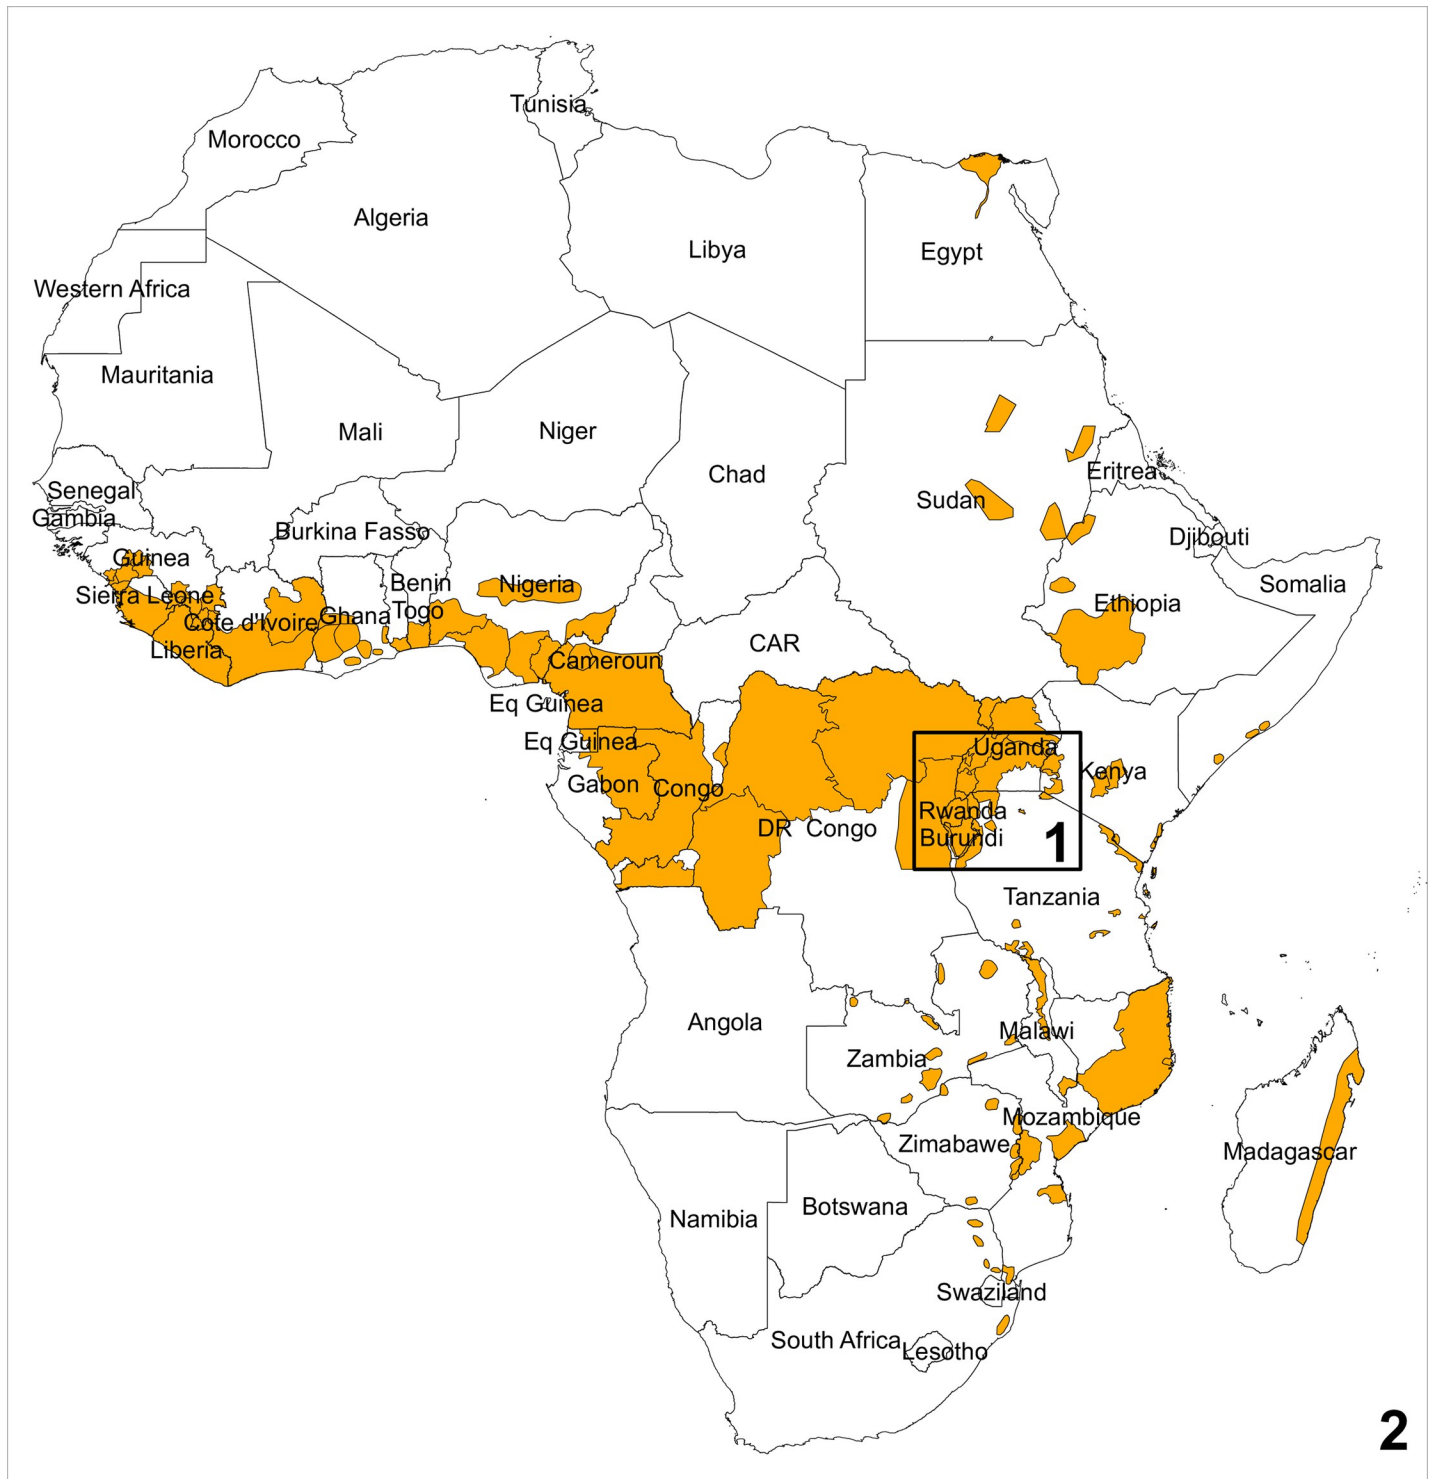 Tunisia
Morocco
Algeria
Libya
Egypt
Western Africa
Mauritania
Mali
Niger
Chad
Eritrea
Senegal
Sudan
Gambia
Burkina Fasso
Djibouti
Guinea
Benin
Nigeria
Somalia
Sierra Leone
Ethiopia
Togo
Ghana
Cote d'Ivoire
CAR
Liberia
Cameroun
Eq Guinea
Eq Guinea
Uganda
Kenya
Gabon
Congo
Rwanda
DR Congo
Burundi
1
Tanzania
Angola
Malawi
Zambia
Mozambique
Zimabawe
Madagascar
Botswana
Namibia
Swaziland
South Africa
Lesotho
2